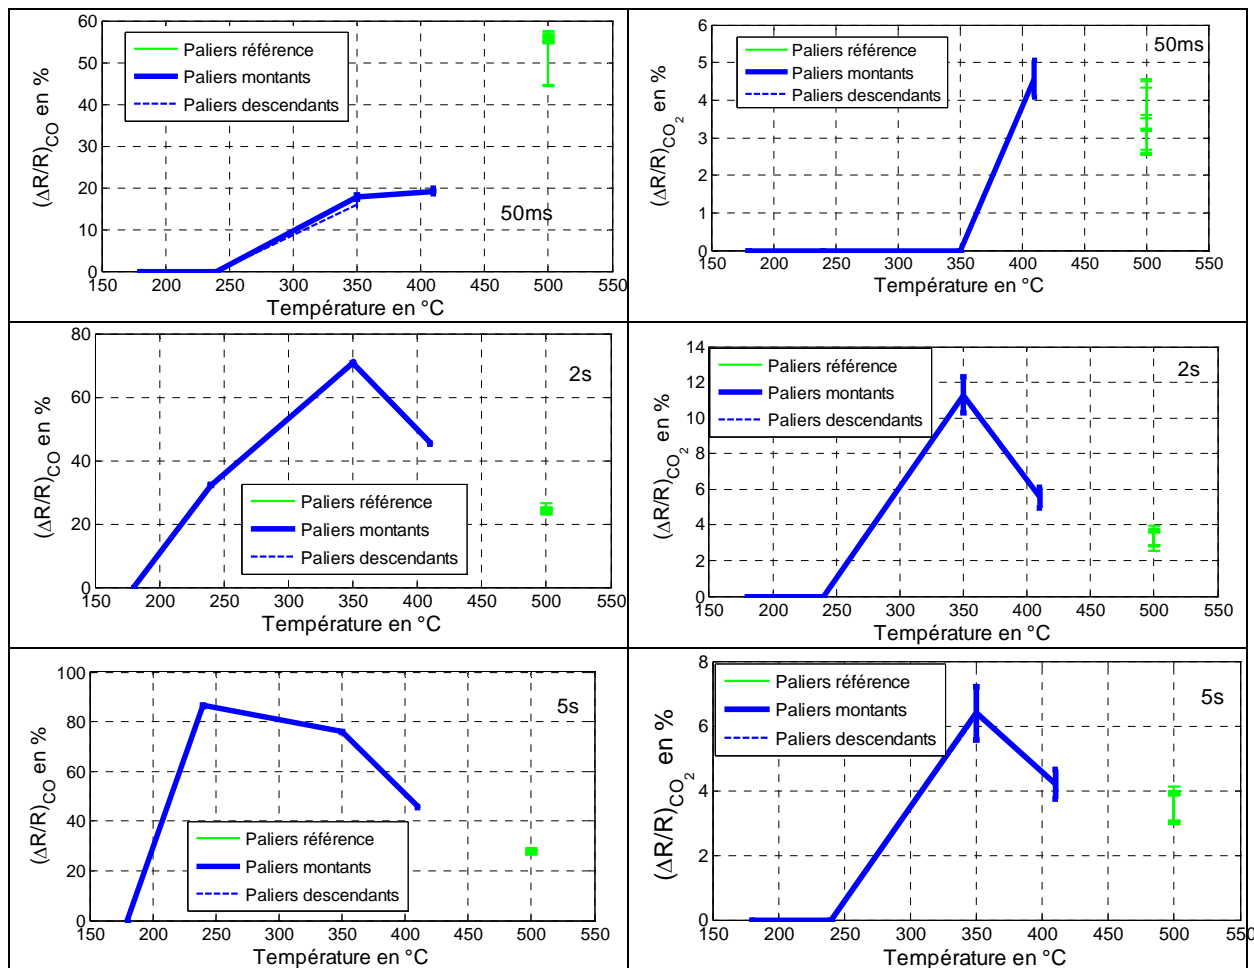 60
50
40
30
20
10
0
(ΔR/R)CO en %
Paliers référence
Paliers montants
Paliers descendants
50ms
150 200 250 300 350 400 450 500 550
Température en °C
6
5
4
3
2
1
0
(ΔR/R)CO2 en %
Paliers référence
Paliers montants
Paliers descendants
50ms
150 200 250 300 350 400 450 500 550
Température en °C
80
60
40
20
0
(ΔR/R)CO en %
2s
Paliers référence
Paliers montants
Paliers descendants
150 200 250 300 350 400 450 500 550
Température en °C
14
12
10
8
6
4
2
0
(ΔR/R)CO2 en %
Paliers référence
Paliers montants
Paliers descendants
2s
150 200 250 300 350 400 450 500 550
Température en °C
100
80
60
40
20
0
(ΔR/R)CO en %
5s
Paliers référence
Paliers montants
Paliers descendants
150 200 250 300 350 400 450 500 550
Température en °C
8
6
4
2
0
(ΔR/R)CO2 en %
Paliers référence
Paliers montants
Paliers descendants
5s
150 200 250 300 350 400 450 500 550
Température en °C